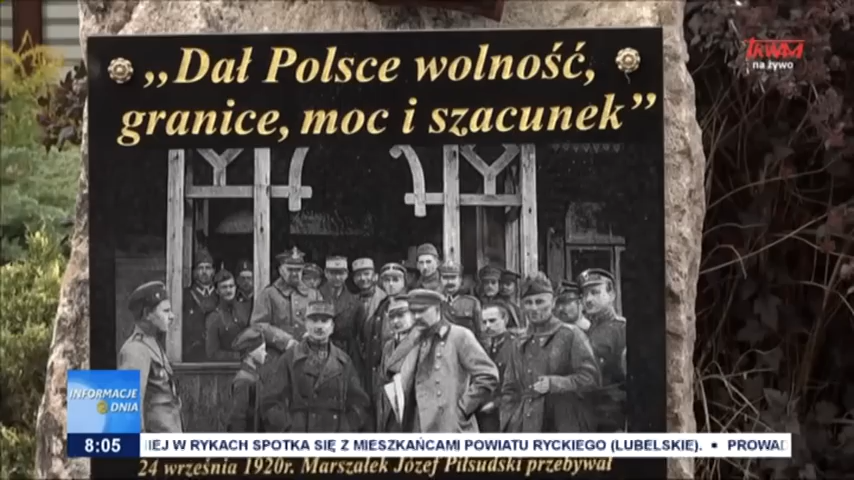 „Dał Polsce wolność,
granice, moc i szacunek”
TRWAM
na żywo
INFORMACJE
DNIA
8:05
IEJ W RYKACH SPOTKA SIĘ Z MIESZKAŃCAMI POWIATU RYCKIEGO (LUBELSKIE). • PROWAD
24 września 1920r. Marszałek Józef Piłsudski przebywał